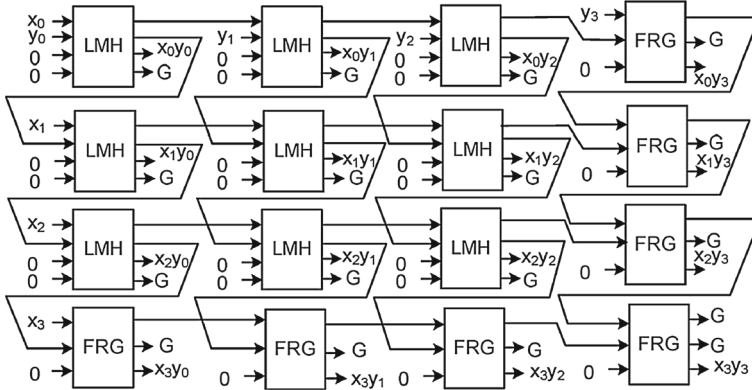 x₀ y₀ 0 0 LMH x₀y₀ G
y₁ 0 0 LMH x₀y₁ G
y₂ 0 0 LMH x₀y₂ G
y₃ 0 FRG G x₀y₃
x₁ 0 0 LMH x₁y₀ G
0 0 LMH x₁y₁ G
0 0 LMH x₁y₂ G
0 FRG G x₁y₃
x₂ 0 0 LMH x₂y₀ G
0 0 LMH x₂y₁ G
0 0 LMH x₂y₂ G
0 FRG G x₂y₃
x₃ 0 FRG G x₃y₀
0 FRG G x₃y₁
0 FRG G x₃y₂
0 FRG G G x₃y₃